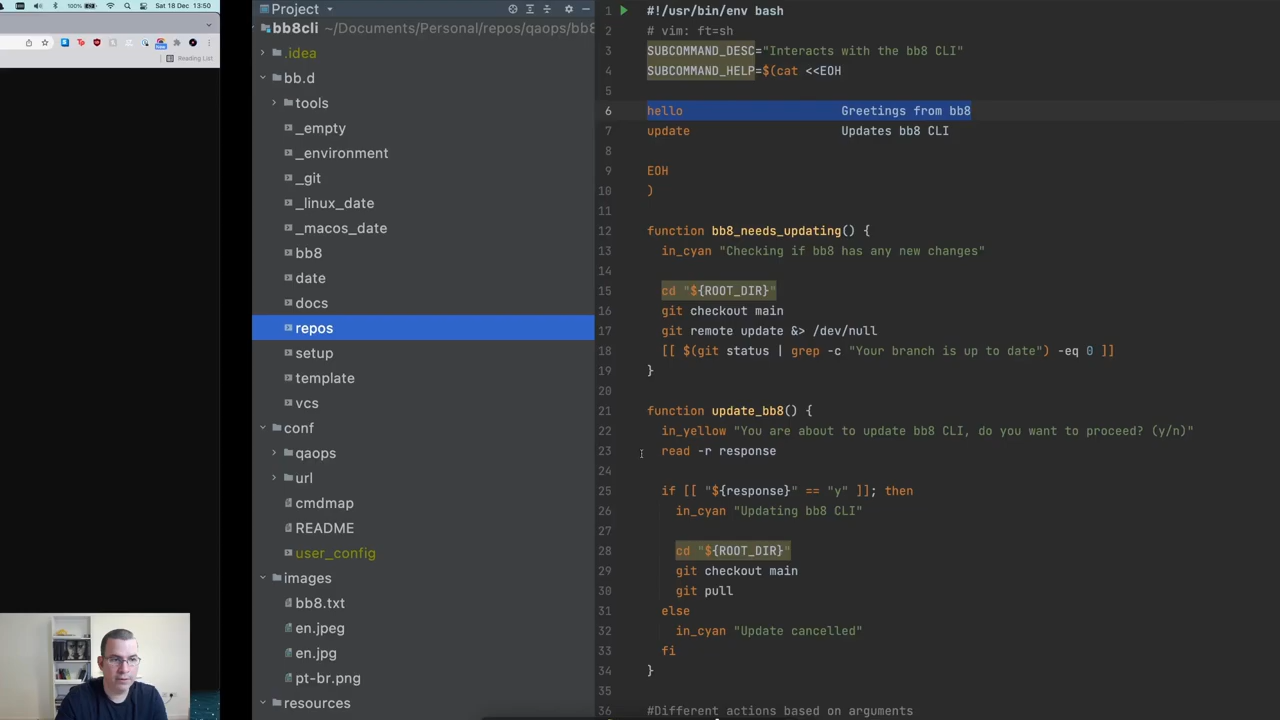 Sat 18 Dec 13:50
100%
Reading List
Project
bb8cli ~/Documents/Personal/repos/qaops/bb8
.idea
bb.d
tools
_empty
_environment
_git
_linux_date
_macos_date
bb8
date
docs
repos
setup
template
vcs
conf
qaops
url
cmdmap
README
user_config
images
bb8.txt
en.jpeg
en.jpg
pt-br.png
resources
1 #!/usr/bin/env bash
2 # vim: ft=sh
3 SUBCOMMAND_DESC="Interacts with the bb8 CLI"
4 SUBCOMMAND_HELP=$(cat <<EOH
5
6 hello Greetings from bb8
7 update Updates bb8 CLI
8
9 EOH
10 )
11
12 function bb8_needs_updating() {
13 in_cyan "Checking if bb8 has any new changes"
14
15 cd "${ROOT_DIR}"
16 git checkout main
17 git remote update &> /dev/null
18 [[ $(git status | grep -c "Your branch is up to date") -eq 0 ]]
19 }
20
21 function update_bb8() {
22 in_yellow "You are about to update bb8 CLI, do you want to proceed? (y/n)"
23 read -r response
24
25 if [[ "${response}" == "y" ]]; then
26 in_cyan "Updating bb8 CLI"
27
28 cd "${ROOT_DIR}"
29 git checkout main
30 git pull
31 else
32 in_cyan "Update cancelled"
33 fi
34 }
35
36 #Different actions based on arguments